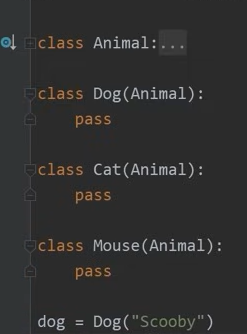 class Animal:...
class Dog(Animal):
    pass
class Cat(Animal):
    pass
class Mouse(Animal):
    pass
dog = Dog("Scooby")